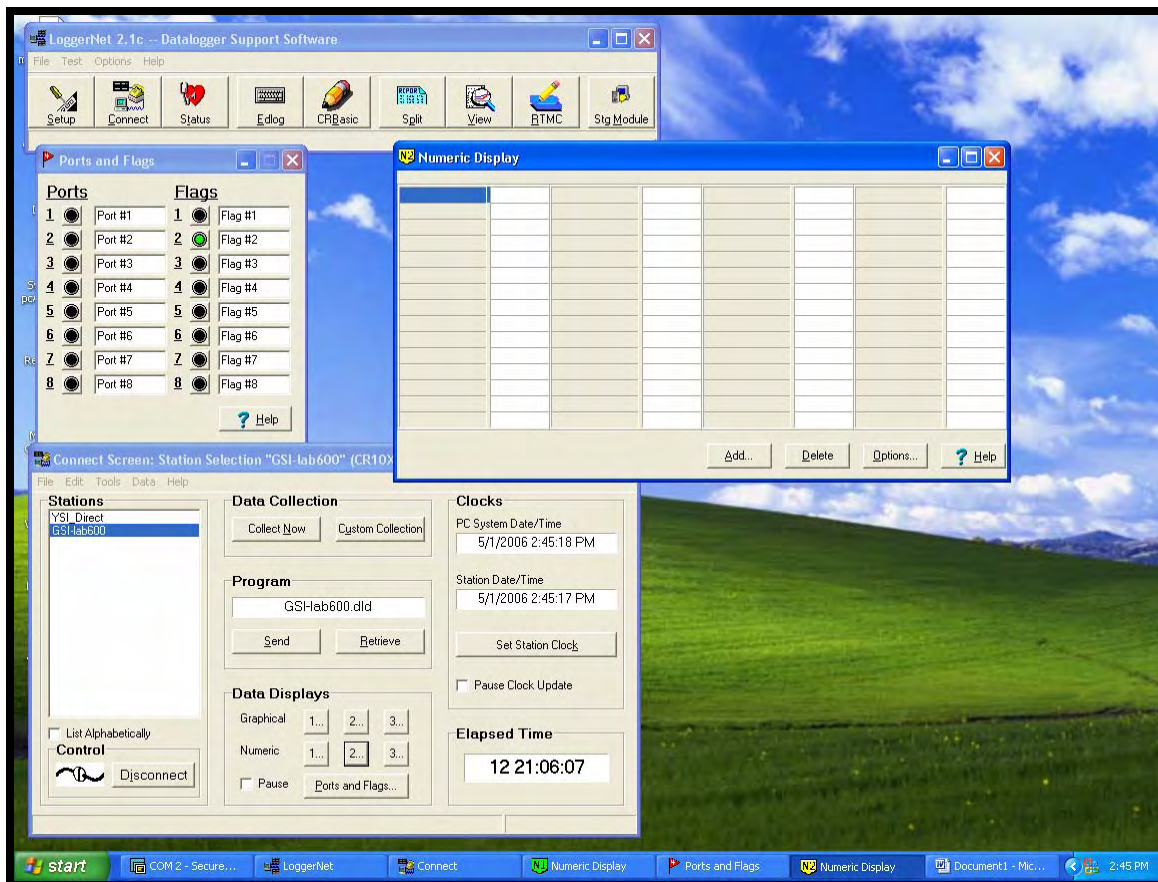 LoggerNet 2.1c -- Datalogger Support Software
File Test Options Help
Setup Connect Status Edlog CRBasic Split View RTMC Stg Module
REPORT
Ports and Flags
Ports Flags
1 Port #1 1 Flag #1
2 Port #2 2 Flag #2
3 Port #3 3 Flag #3
4 Port #4 4 Flag #4
5 Port #5 5 Flag #5
6 Port #6 6 Flag #6
7 Port #7 7 Flag #7
8 Port #8 8 Flag #8
? Help
N2 Numeric Display
Add... Delete Options... ? Help
Connect Screen: Station Selection "GSI-lab600" (CR10X
File Edit Tools Data Help
Stations
YSI_Direct
GSI-lab600
List Alphabetically
Control
Disconnect
Data Collection
Collect Now Custom Collection
Program
GSI-lab600.dld
Send Retrieve
Data Displays
Graphical 1... 2... 3...
Numeric 1... 2... 3...
Pause Ports and Flags...
Clocks
PC System Date/Time
5/1/2006 2:45:18 PM
Station Date/Time
5/1/2006 2:45:17 PM
Set Station Clock
Pause Clock Update
Elapsed Time
12 21:06:07
start COM 2 - Secure... LoggerNet Connect N1 Numeric Display Ports and Flags N2 Numeric Display Document1 - Mic... 2:45 PM